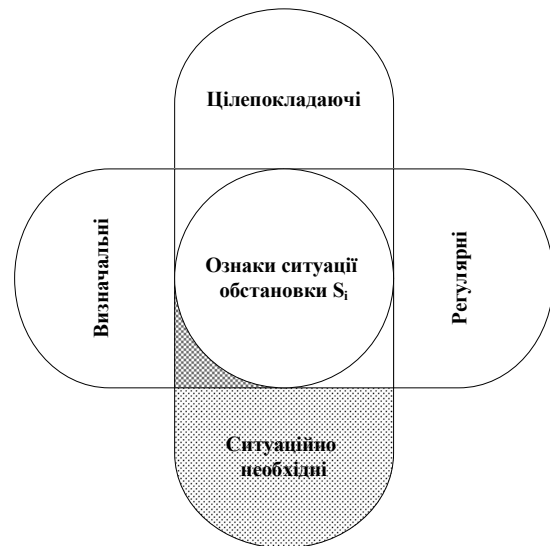 Цілепокладаючі
Визначальні
Ознаки ситуації
обстановки Sᵢ
Регулярні
Ситуаційно
необхідні